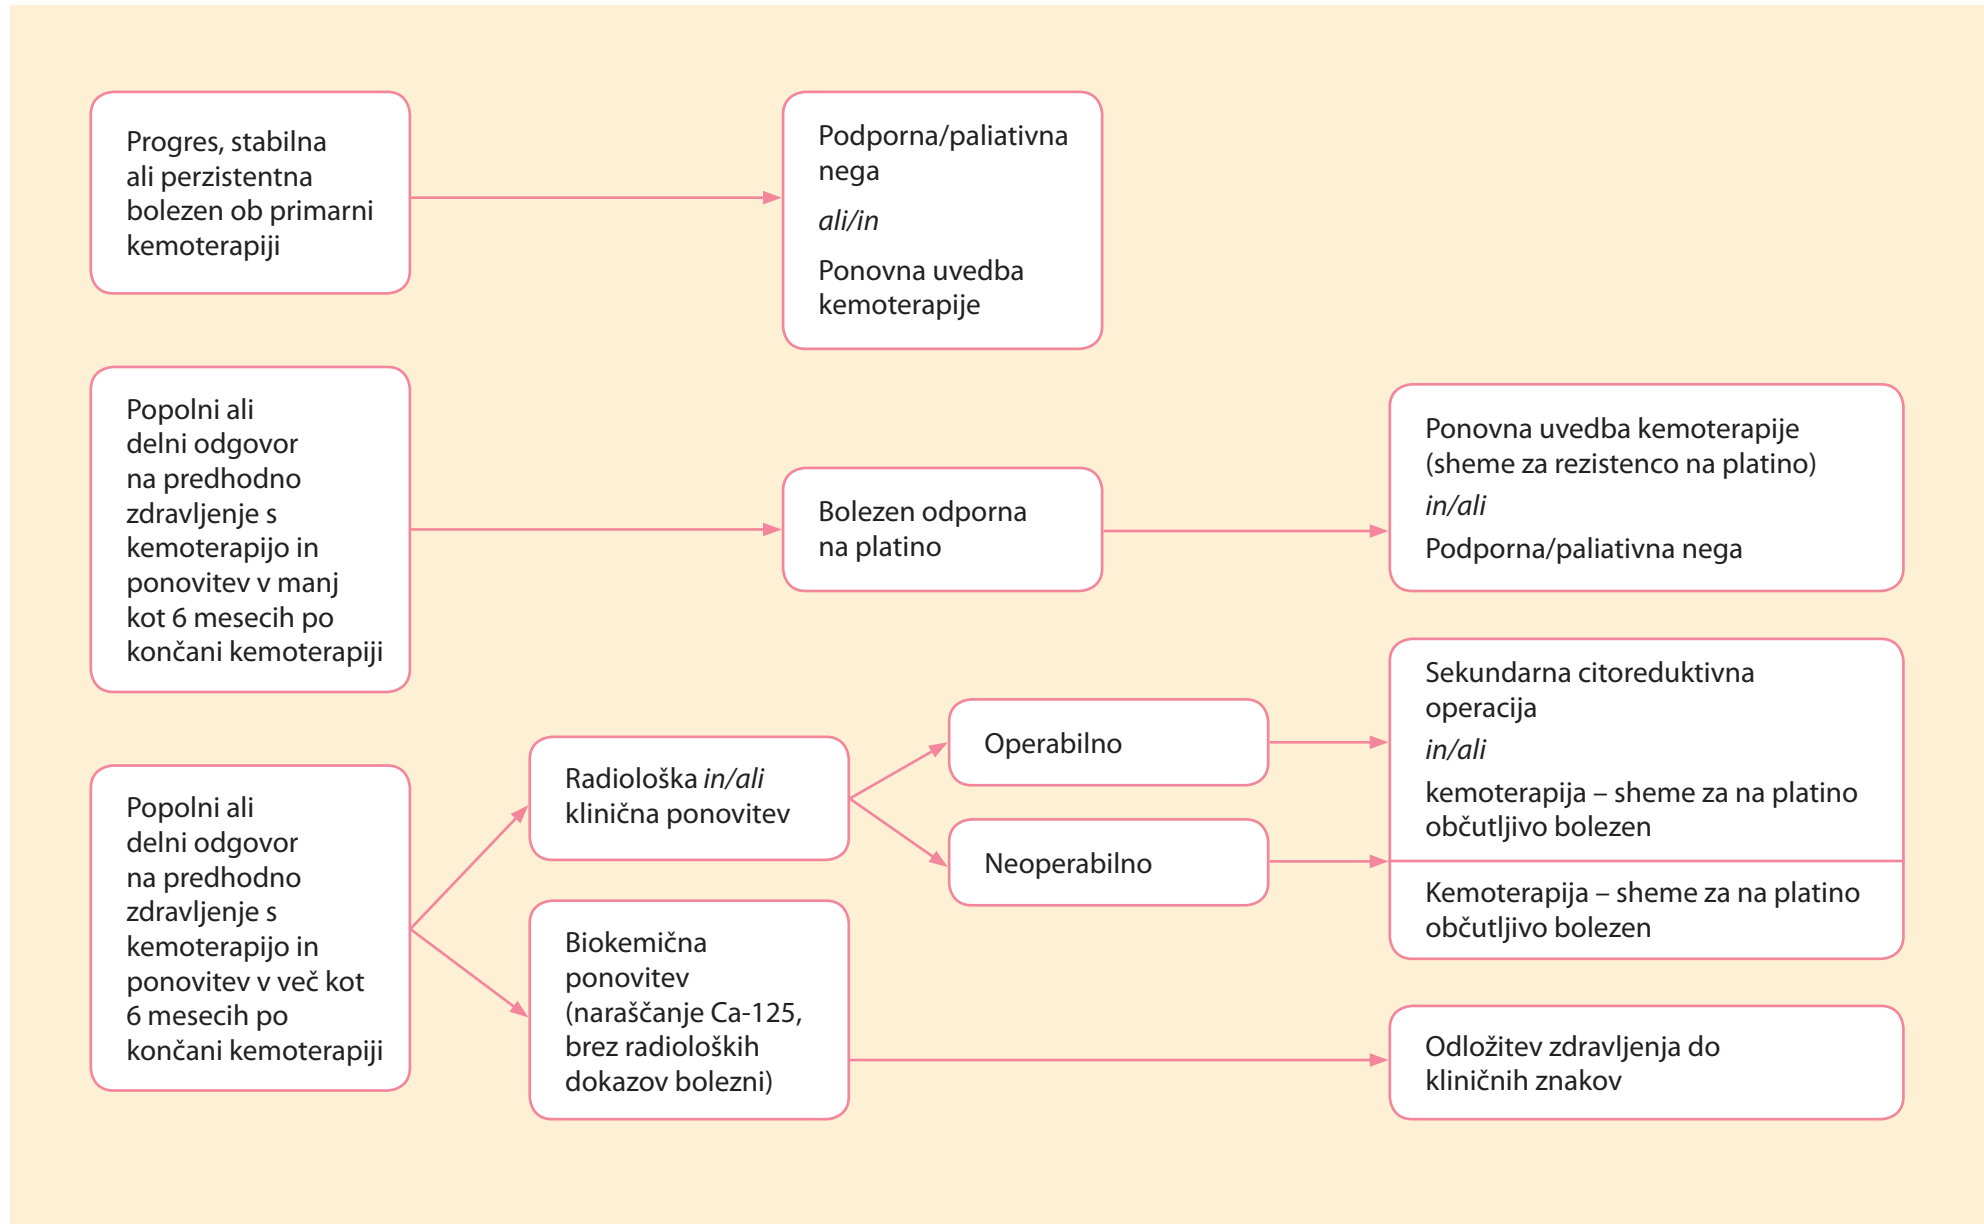 Progres, stabilna
ali perzistentna
bolezen ob primarni
kemoterapiji
Podporna/paliativna
nega
ali/in
Ponovna uvedba
kemoterapije
Popolni ali
delni odgovor
na predhodno
zdravljenje s
kemoterapijo in
ponovitev v manj
kot 6 mesecih po
končani kemoterapiji
Bolezen odporna
na platino
Ponovna uvedba kemoterapije
(sheme za rezistenco na platino)
in/ali
Podporna/paliativna nega
Popolni ali
delni odgovor
na predhodno
zdravljenje s
kemoterapijo in
ponovitev v več kot
6 mesecih po
končani kemoterapiji
Radiološka in/ali
klinična ponovitev
Operabilno
Neoperabilno
Sekundarna citoreduktivna
operacija
in/ali
kemoterapija – sheme za na platino
občutljivo bolezen
Kemoterapija – sheme za na platino
občutljivo bolezen
Biokemična
ponovitev
(naraščanje Ca-125,
brez radioloških
dokazov bolezni)
Odložitev zdravljenja do
kliničnih znakov